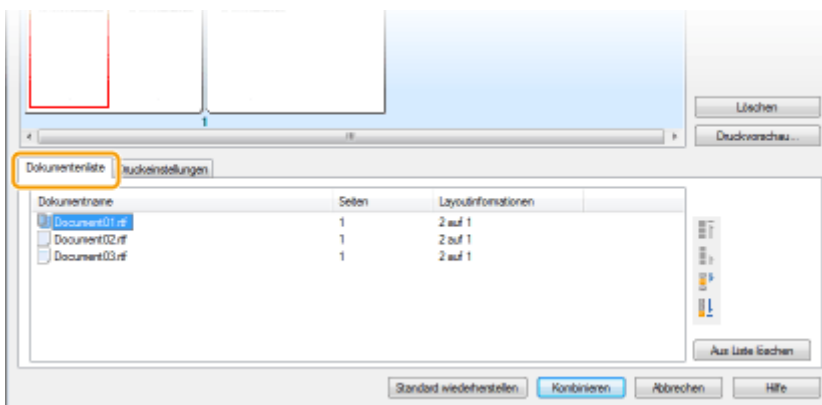 Löschen
1
Druckvorschau...
Dokumentenliste
Druckeinstellungen
Dokumentname Seiten Layoutinformationen
Document01.rtf 1 2 auf 1
Document02.rtf 1 2 auf 1
Document03.rtf 1 2 auf 1
Aus Liste löschen
Standard wiederherstellen Kombinieren Abbrechen Hilfe